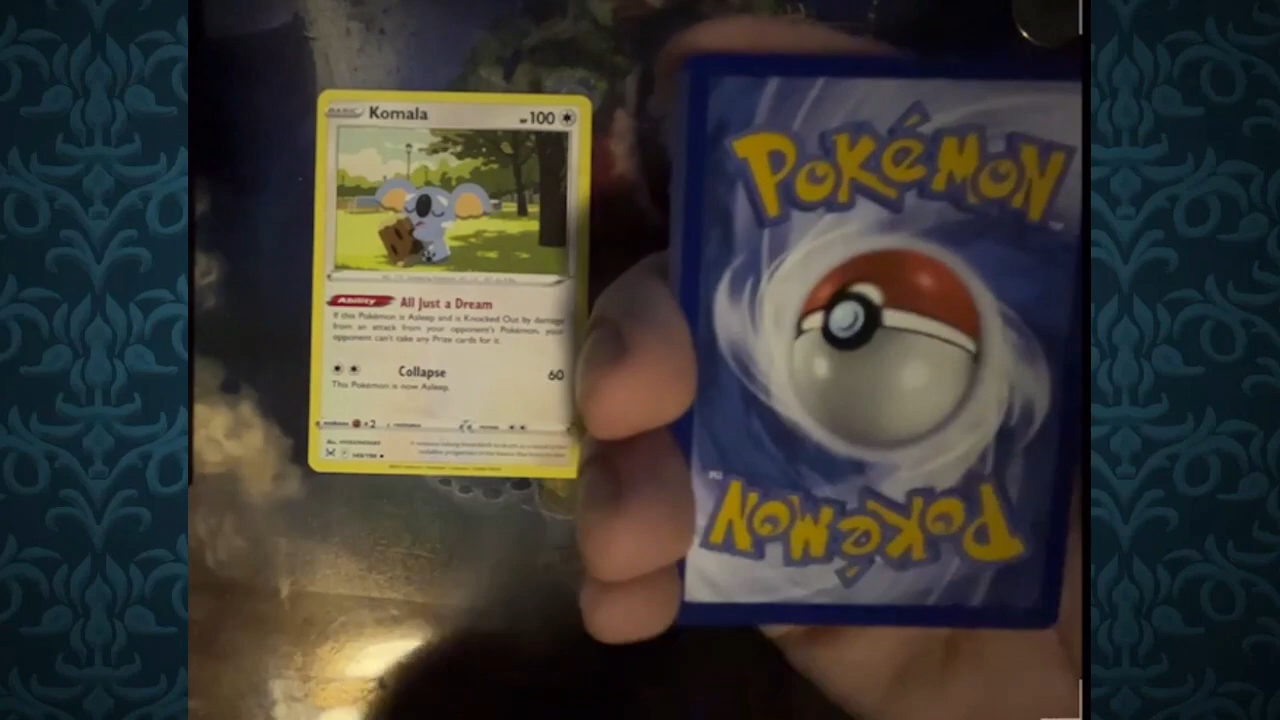 BASIC Komala HP 100
Ability All Just a Dream
If this Pokémon is Asleep and is Knocked Out by damage
from an attack from your opponent's Pokémon, your
opponent can't take any Prize cards for it.
Collapse 60
This Pokémon is now Asleep.
POKéMON
POKéMON